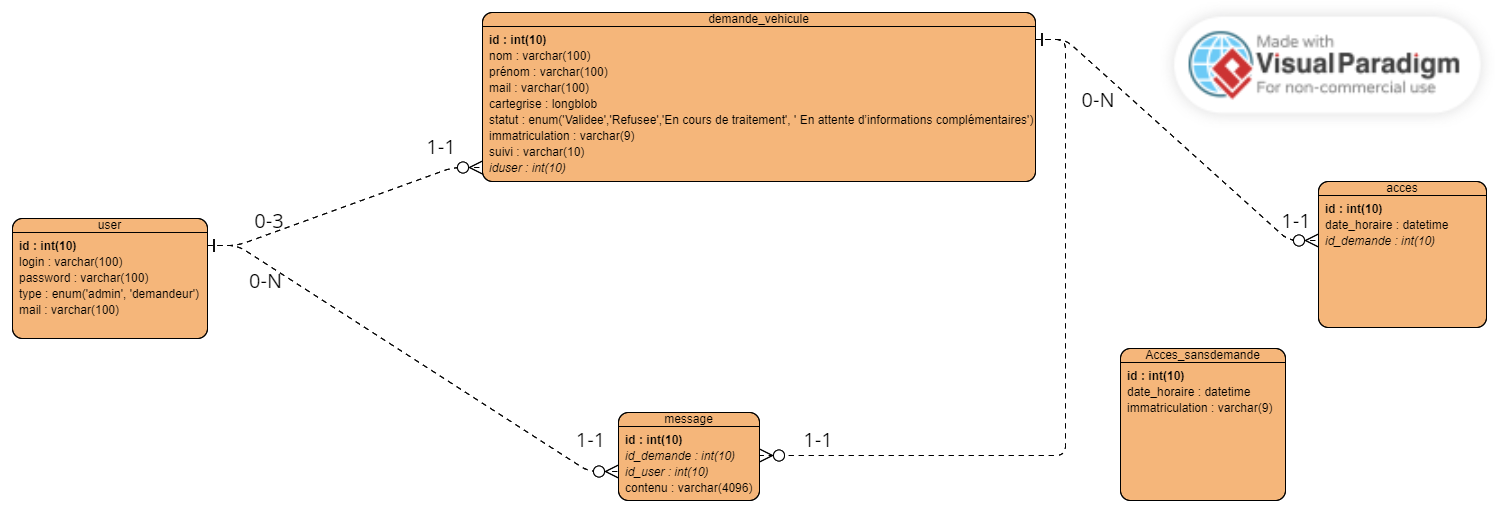 demande_vehicule
id : int(10)
nom : varchar(100)
prénom : varchar(100)
mail : varchar(100)
cartegrise : longblob
statut : enum('Validee','Refusee','En cours de traitement', ' En attente d'informations complémentaires')
immatriculation : varchar(9)
suivi : varchar(10)
iduser : int(10)
Made with
Visual Paradigm
For non-commercial use
0-N
1-1
0-3
0-N
user
id : int(10)
login : varchar(100)
password : varchar(100)
type : enum('admin', 'demandeur')
mail : varchar(100)
1-1
acces
id : int(10)
date_horaire : datetime
id_demande : int(10)
Acces_sansdemande
id : int(10)
date_horaire : datetime
immatriculation : varchar(9)
1-1
message
id : int(10)
id_demande : int(10)
id_user : int(10)
contenu : varchar(4096)
1-1